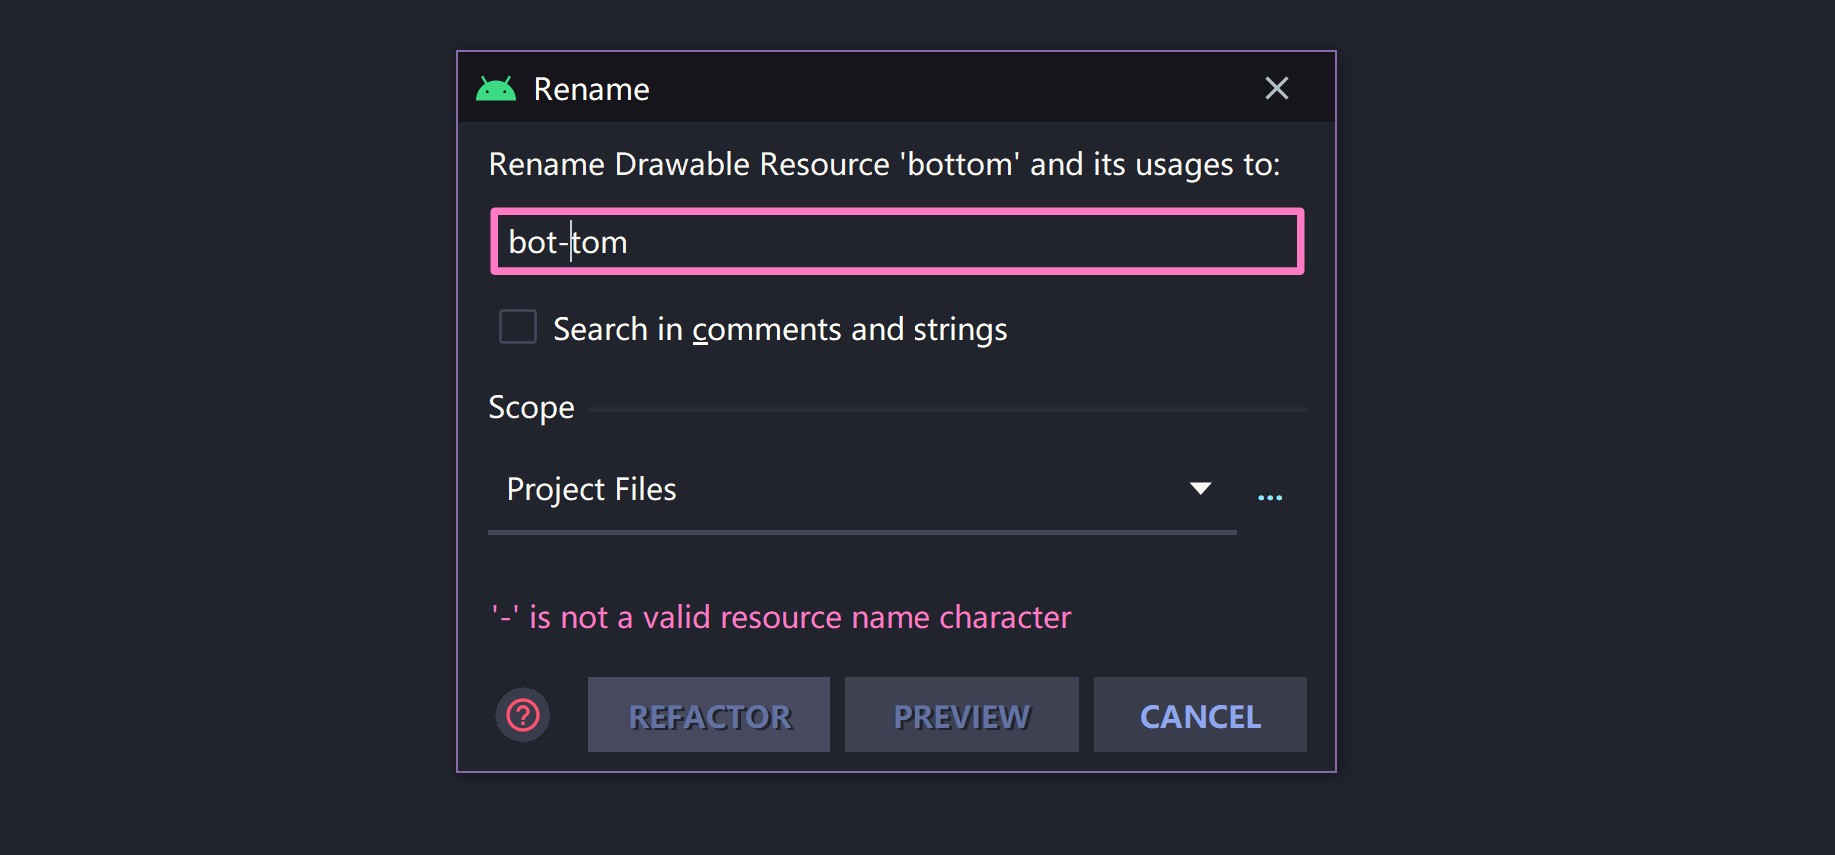 Rename
Rename Drawable Resource 'bottom' and its usages to:
bot-tom
Search in comments and strings
Scope
Project Files
...
'-' is not a valid resource name character
?
REFACTOR
PREVIEW
CANCEL